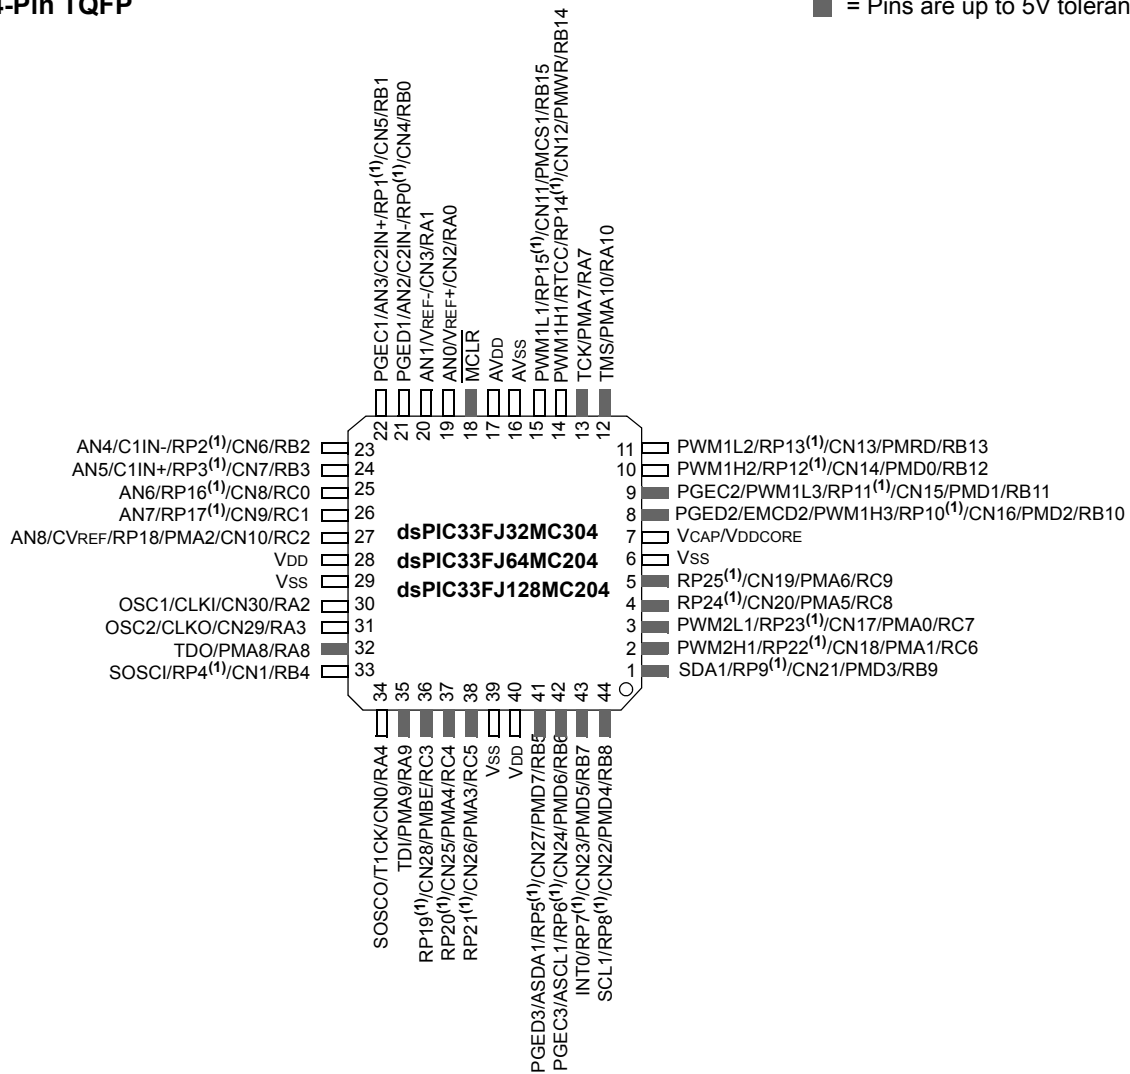 -Pin TQFP
= Pins are up to 5V toleran
PGEC1/AN3/C2IN+/RP1(1)/CN5/RB1
PGED1/AN2/C2IN-/RP0(1)/CN4/RB0
AN1/VREF-/CN3/RA1
AN0/VREF+/CN2/RA0
MCLR
AVDD
AVSS
PWM1L1/RP15(1)/CN11/PMCS1/RB15
PWM1H1/RTCC/RP14(1)/CN12/PMWR/RB14
TCK/PMA7/RA7
TMS/PMA10/RA10
22
21
20
19
18
17
16
15
14
13
12
AN4/C1IN-/RP2(1)/CN6/RB2 23
AN5/C1IN+/RP3(1)/CN7/RB3 24
AN6/RP16(1)/CN8/RC0 25
AN7/RP17(1)/CN9/RC1 26
AN8/CVREF/RP18/PMA2/CN10/RC2 27
VDD 28
VSS 29
OSC1/CLKI/CN30/RA2 30
OSC2/CLKO/CN29/RA3 31
TDO/PMA8/RA8 32
SOSCI/RP4(1)/CN1/RB4 33
dsPIC33FJ32MC304
dsPIC33FJ64MC204
dsPIC33FJ128MC204
11 PWM1L2/RP13(1)/CN13/PMRD/RB13
10 PWM1H2/RP12(1)/CN14/PMD0/RB12
9 PGEC2/PWM1L3/RP11(1)/CN15/PMD1/RB11
8 PGED2/EMCD2/PWM1H3/RP10(1)/CN16/PMD2/RB10
7 VCAP/VDDCORE
6 VSS
5 RP25(1)/CN19/PMA6/RC9
4 RP24(1)/CN20/PMA5/RC8
3 PWM2L1/RP23(1)/CN17/PMA0/RC7
2 PWM2H1/RP22(1)/CN18/PMA1/RC6
1 SDA1/RP9(1)/CN21/PMD3/RB9
34
35
36
37
38
39
40
41
42
43
44
SOSCO/T1CK/CN0/RA4
TDI/PMA9/RA9
RP19(1)/CN28/PMBE/RC3
RP20(1)/CN25/PMA4/RC4
RP21(1)/CN26/PMA3/RC5
VSS
VDD
PGED3/ASDA1/RP5(1)/CN27/PMD7/RB5
PGEC3/ASCL1/RP6(1)/CN24/PMD6/RB6
INT0/RP7(1)/CN23/PMD5/RB7
SCL1/RP8(1)/CN22/PMD4/RB8